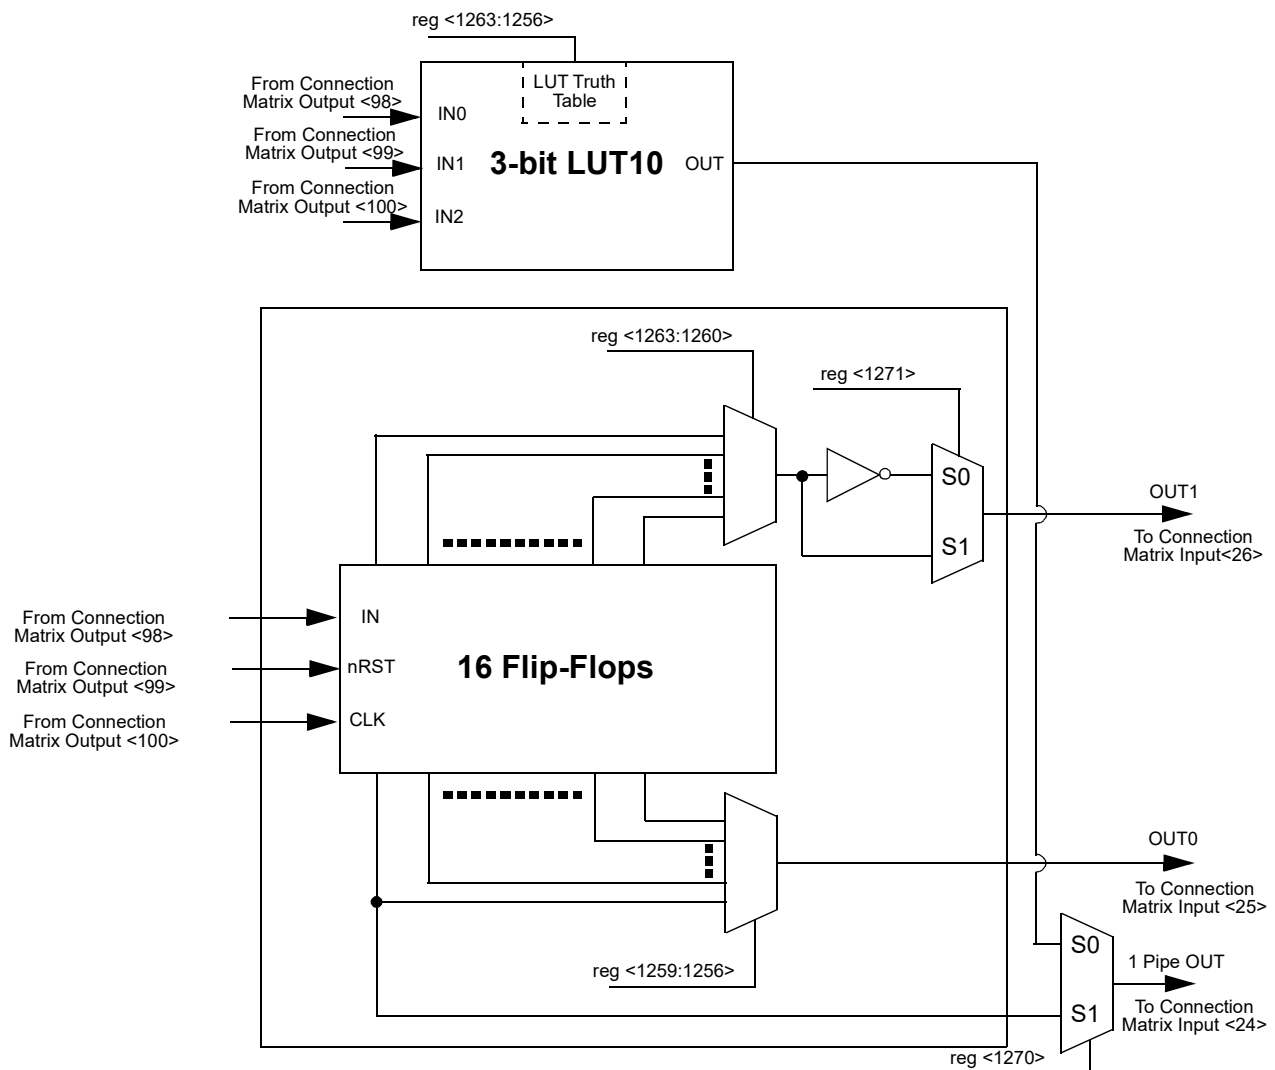 reg <1263:1256>
From Connection
Matrix Output <98>
LUT Truth
Table
IN0
From Connection
Matrix Output <99>
IN1
3-bit LUT10
OUT
From Connection
Matrix Output <100>
IN2
reg <1263:1260>
reg <1271>
S0
OUT1
S1
To Connection
Matrix Input<26>
From Connection
Matrix Output <98>
IN
From Connection
Matrix Output <99>
nRST
16 Flip-Flops
From Connection
Matrix Output <100>
CLK
OUT0
To Connection
Matrix Input <25>
reg <1259:1256>
S0
1 Pipe OUT
S1
To Connection
Matrix Input <24>
reg <1270>